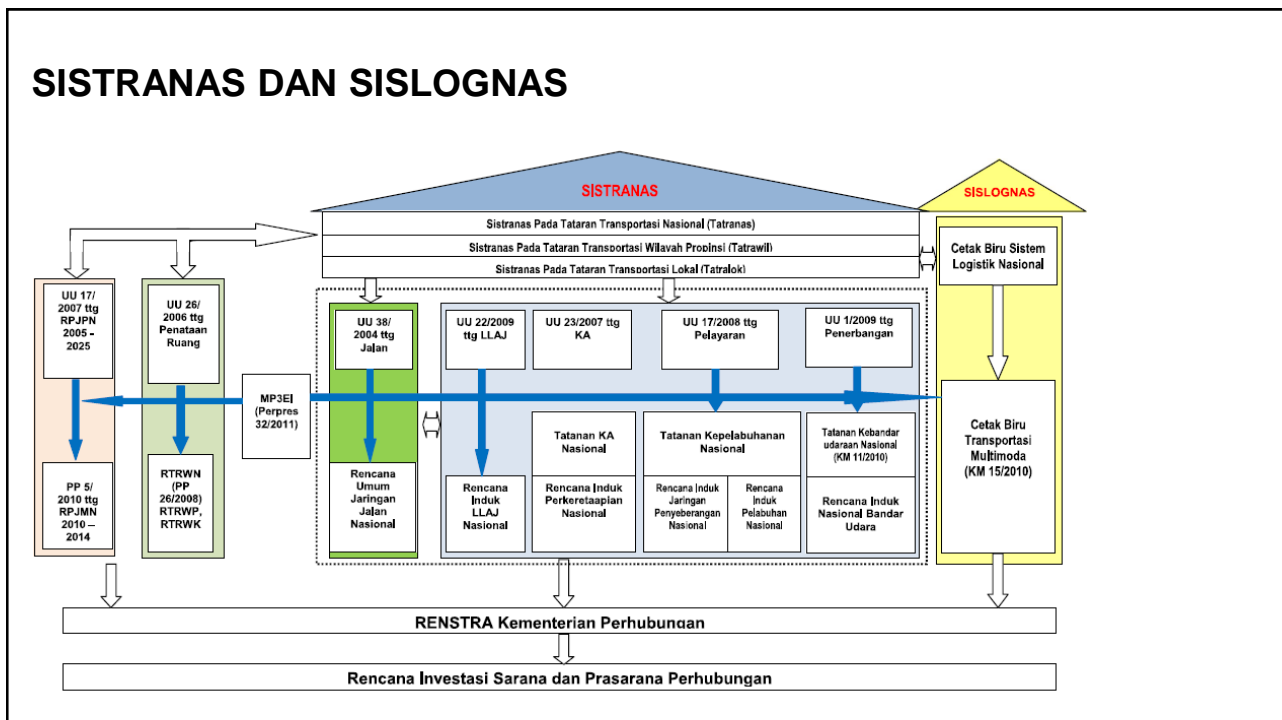 SISTRANAS DAN SISLOGNAS
SISTRANAS
SISLOGNAS
Sistranas Pada Tataran Transportasi Nasional (Tatranas)
Sistranas Pada Tataran Transportasi Wilayah Propinsi (Tatrawil)
Sistranas Pada Tataran Transportasi Lokal (Tatralok)
Cetak Biru Sistem
Logistik Nasional
UU 17/
2007 ttg
RPJPN
2005 -
2025
UU 26/
2006 ttg
Penataan
Ruang
UU 38/
2004 ttg
Jalan
UU 22/2009
ttg LLAJ
UU 23/2007 ttg
KA
UU 17/2008 ttg
Pelayaran
UU 1/2009 ttg
Penerbangan
MP3EI
(Perpres
32/2011)
Cetak Biru
Transportasi
Multimoda
(KM 15/2010)
Tatanan KA
Nasional
Tatanan Kepelabuhanan
Nasional
Tatanan Kebandar
udaraan Nasional
(KM 11/2010)
PP 5/
2010 ttg
RPJMN
2010 –
2014
RTRWN
(PP
26/2008)
RTRWP,
RTRWK
Rencana
Umum
Jaringan
Jalan
Nasional
Rencana
Induk
LLAJ
Nasional
Rencana Induk
Perkeretaapian
Nasional
Rencana Induk
Jaringan
Penyeberangan
Nasional
Rencana
Induk
Pelabuhan
Nasional
Rencana Induk
Nasional Bandar
Udara
RENSTRA Kementerian Perhubungan
Rencana Investasi Sarana dan Prasarana Perhubungan